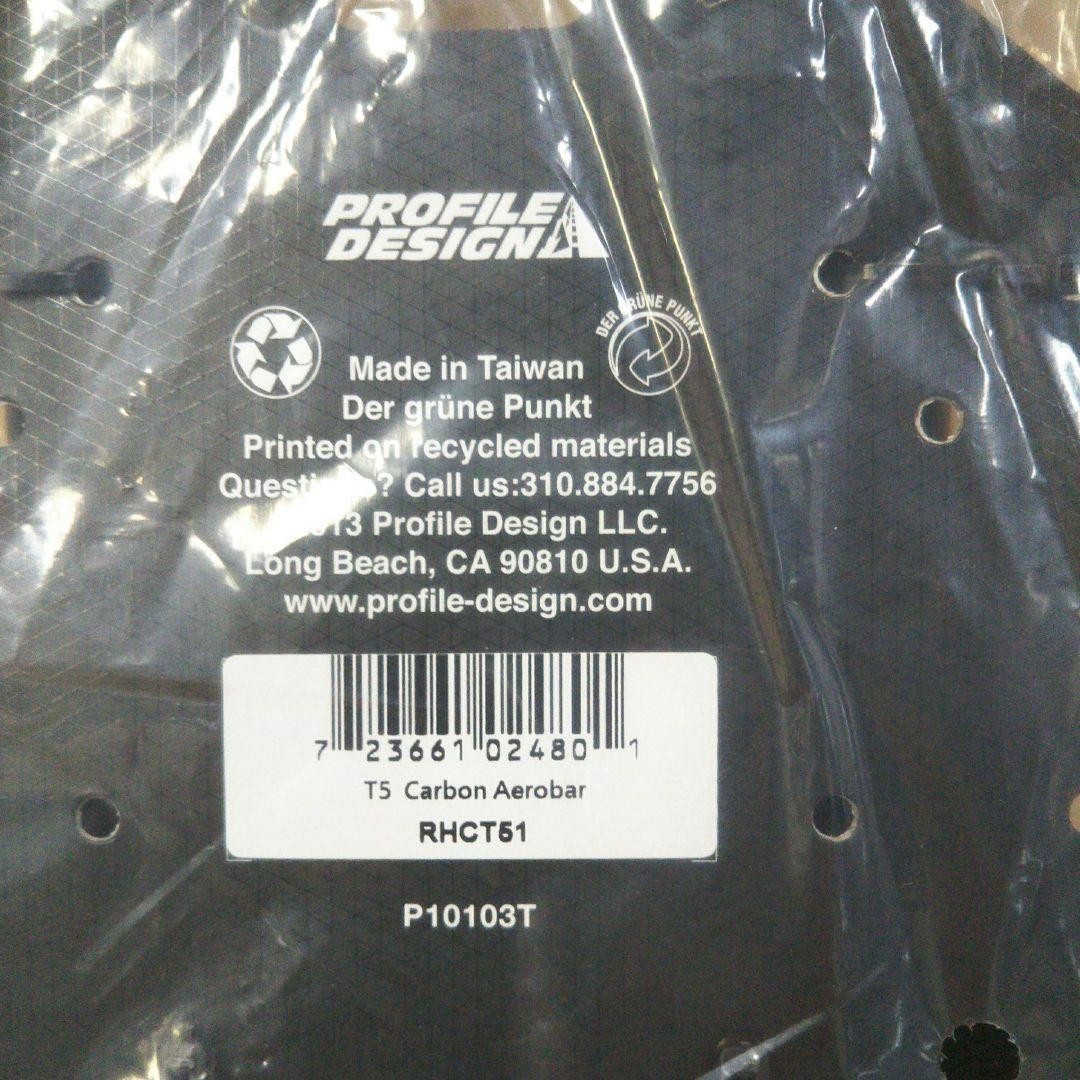 PROFILE
DESIGN
DER GRÜNE PUNKT
Made in Taiwan
Der grüne Punkt
Printed on recycled materials
Call us:310.884.7756
Profile Design LLC.
Long Beach, CA 90810 U.S.A.
www.profile-design.com
7 23661 02480 1
T5 Carbon Aerobar
RHCT51
P10103T